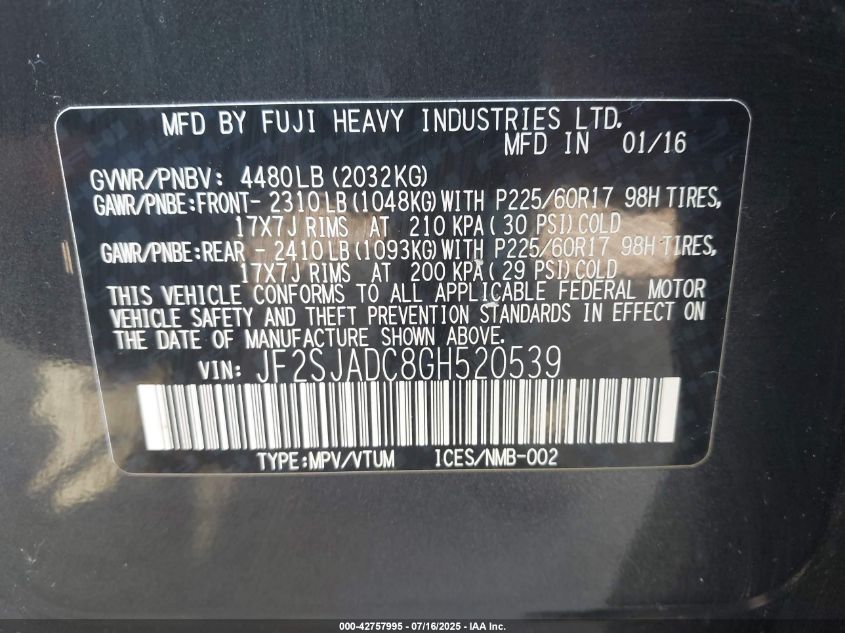 MFD BY FUJI HEAVY INDUSTRIES LTD.
MFD IN 01/16
GVWR/PNBV: 4480LB (2032KG)
GAWR/PNBE:FRONT- 2310LB (1048KG) WITH P225/60R17 98H TIRES,
17X7J RIMS AT 210 KPA (30 PSI) COLD
GAWR/PNBE:REAR - 2410LB (1093KG) WITH P225/60R17 98H TIRES,
17X7J RIMS AT 200 KPA (29 PSI) COLD
THIS VEHICLE CONFORMS TO ALL APPLICABLE FEDERAL MOTOR
VEHICLE SAFETY AND THEFT PREVENTION STANDARDS IN EFFECT ON
THE DATE OF MANUFACTURE SHOWN ABOVE.
VIN: JF2SJADC8GH520539
TYPE:MPV/VTUM ICES/NMB-002
000-42757995 - 07/16/2025 - IAA Inc.